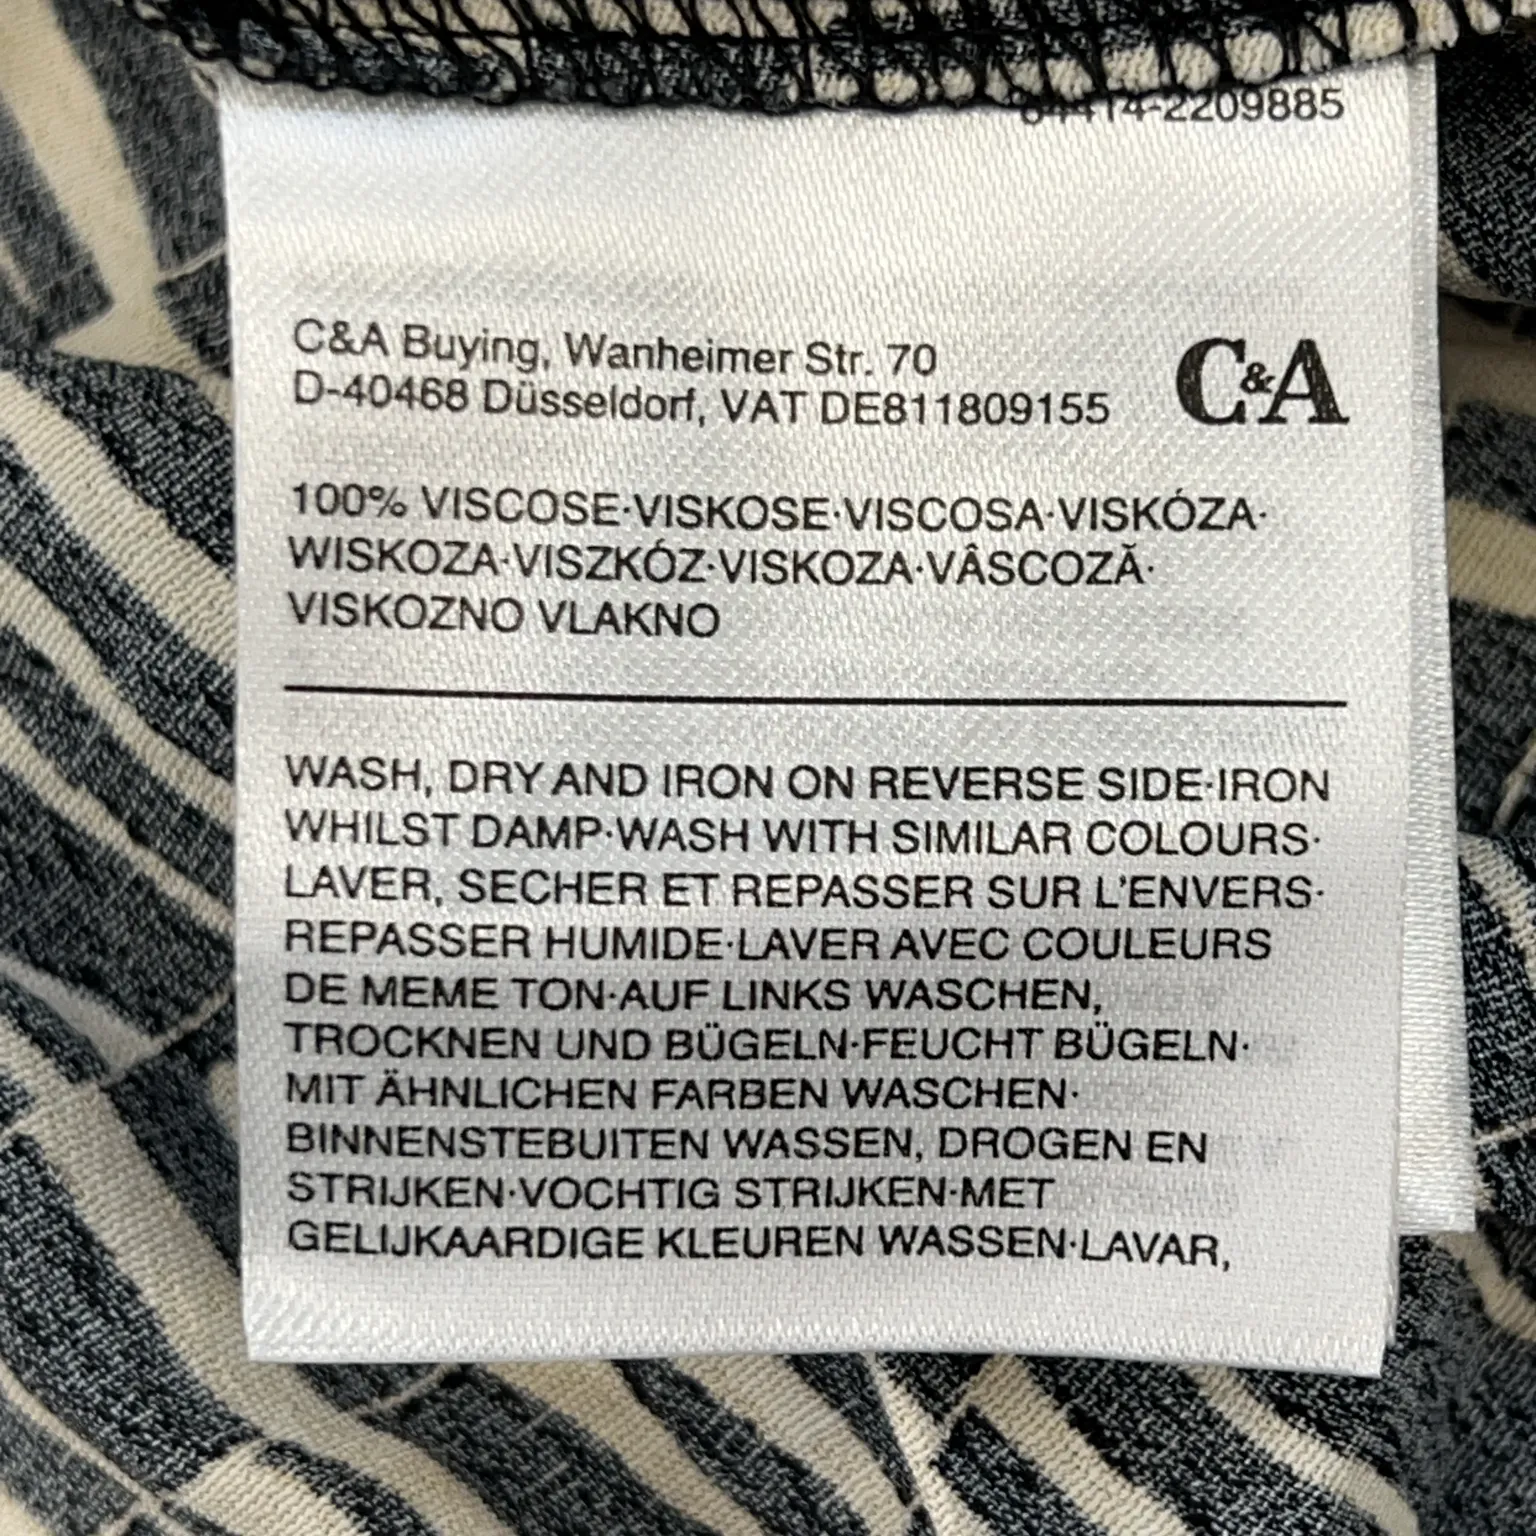 84414-2209885
C&A Buying, Wanheimer Str. 70
D-40468 Düsseldorf, VAT DE811809155
C&A
100% VISCOSE·VISKOSE·VISCOSA·VISKÓZA·
WISKOZA·VISZKÓZ·VISKOZA·VÂSCOZĂ·
VISKOZNO VLAKNO
WASH, DRY AND IRON ON REVERSE SIDE·IRON
WHILST DAMP·WASH WITH SIMILAR COLOURS·
LAVER, SECHER ET REPASSER SUR L'ENVERS·
REPASSER HUMIDE·LAVER AVEC COULEURS
DE MEME TON·AUF LINKS WASCHEN,
TROCKNEN UND BÜGELN·FEUCHT BÜGELN·
MIT ÄHNLICHEN FARBEN WASCHEN·
BINNENSTEBUITEN WASSEN, DROGEN EN
STRIJKEN·VOCHTIG STRIJKEN·MET
GELIJKAARDIGE KLEUREN WASSEN·LAVAR,